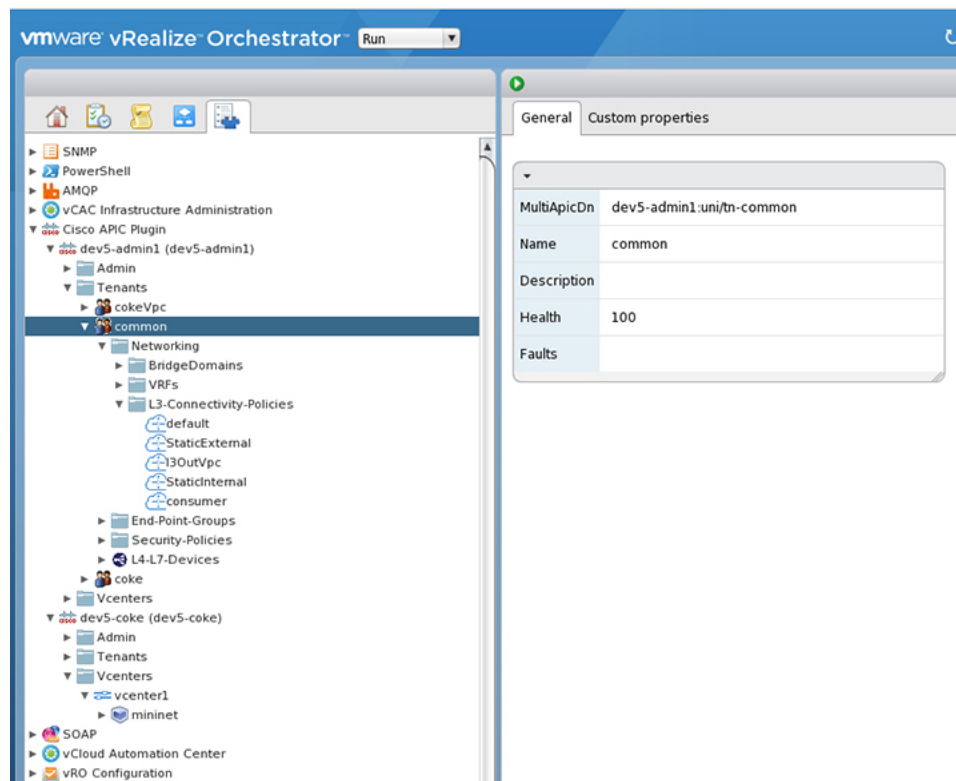 vmware vRealize™ Orchestrator™ Run
General Custom properties
SNMP
PowerShell
AMQP
vCAC Infrastructure Administration
Cisco APIC Plugin
dev5-admin1 (dev5-admin1)
Admin
Tenants
cokeVpc
common
Networking
BridgeDomains
VRFs
L3-Connectivity-Policies
default
StaticExternal
l3OutVpc
StaticInternal
consumer
End-Point-Groups
Security-Policies
L4-L7-Devices
coke
Vcenters
dev5-coke (dev5-coke)
Admin
Tenants
Vcenters
vcenter1
mininet
SOAP
vCloud Automation Center
vRO Configuration
MultiApicDn dev5-admin1:uni/tn-common
Name common
Description
Health 100
Faults